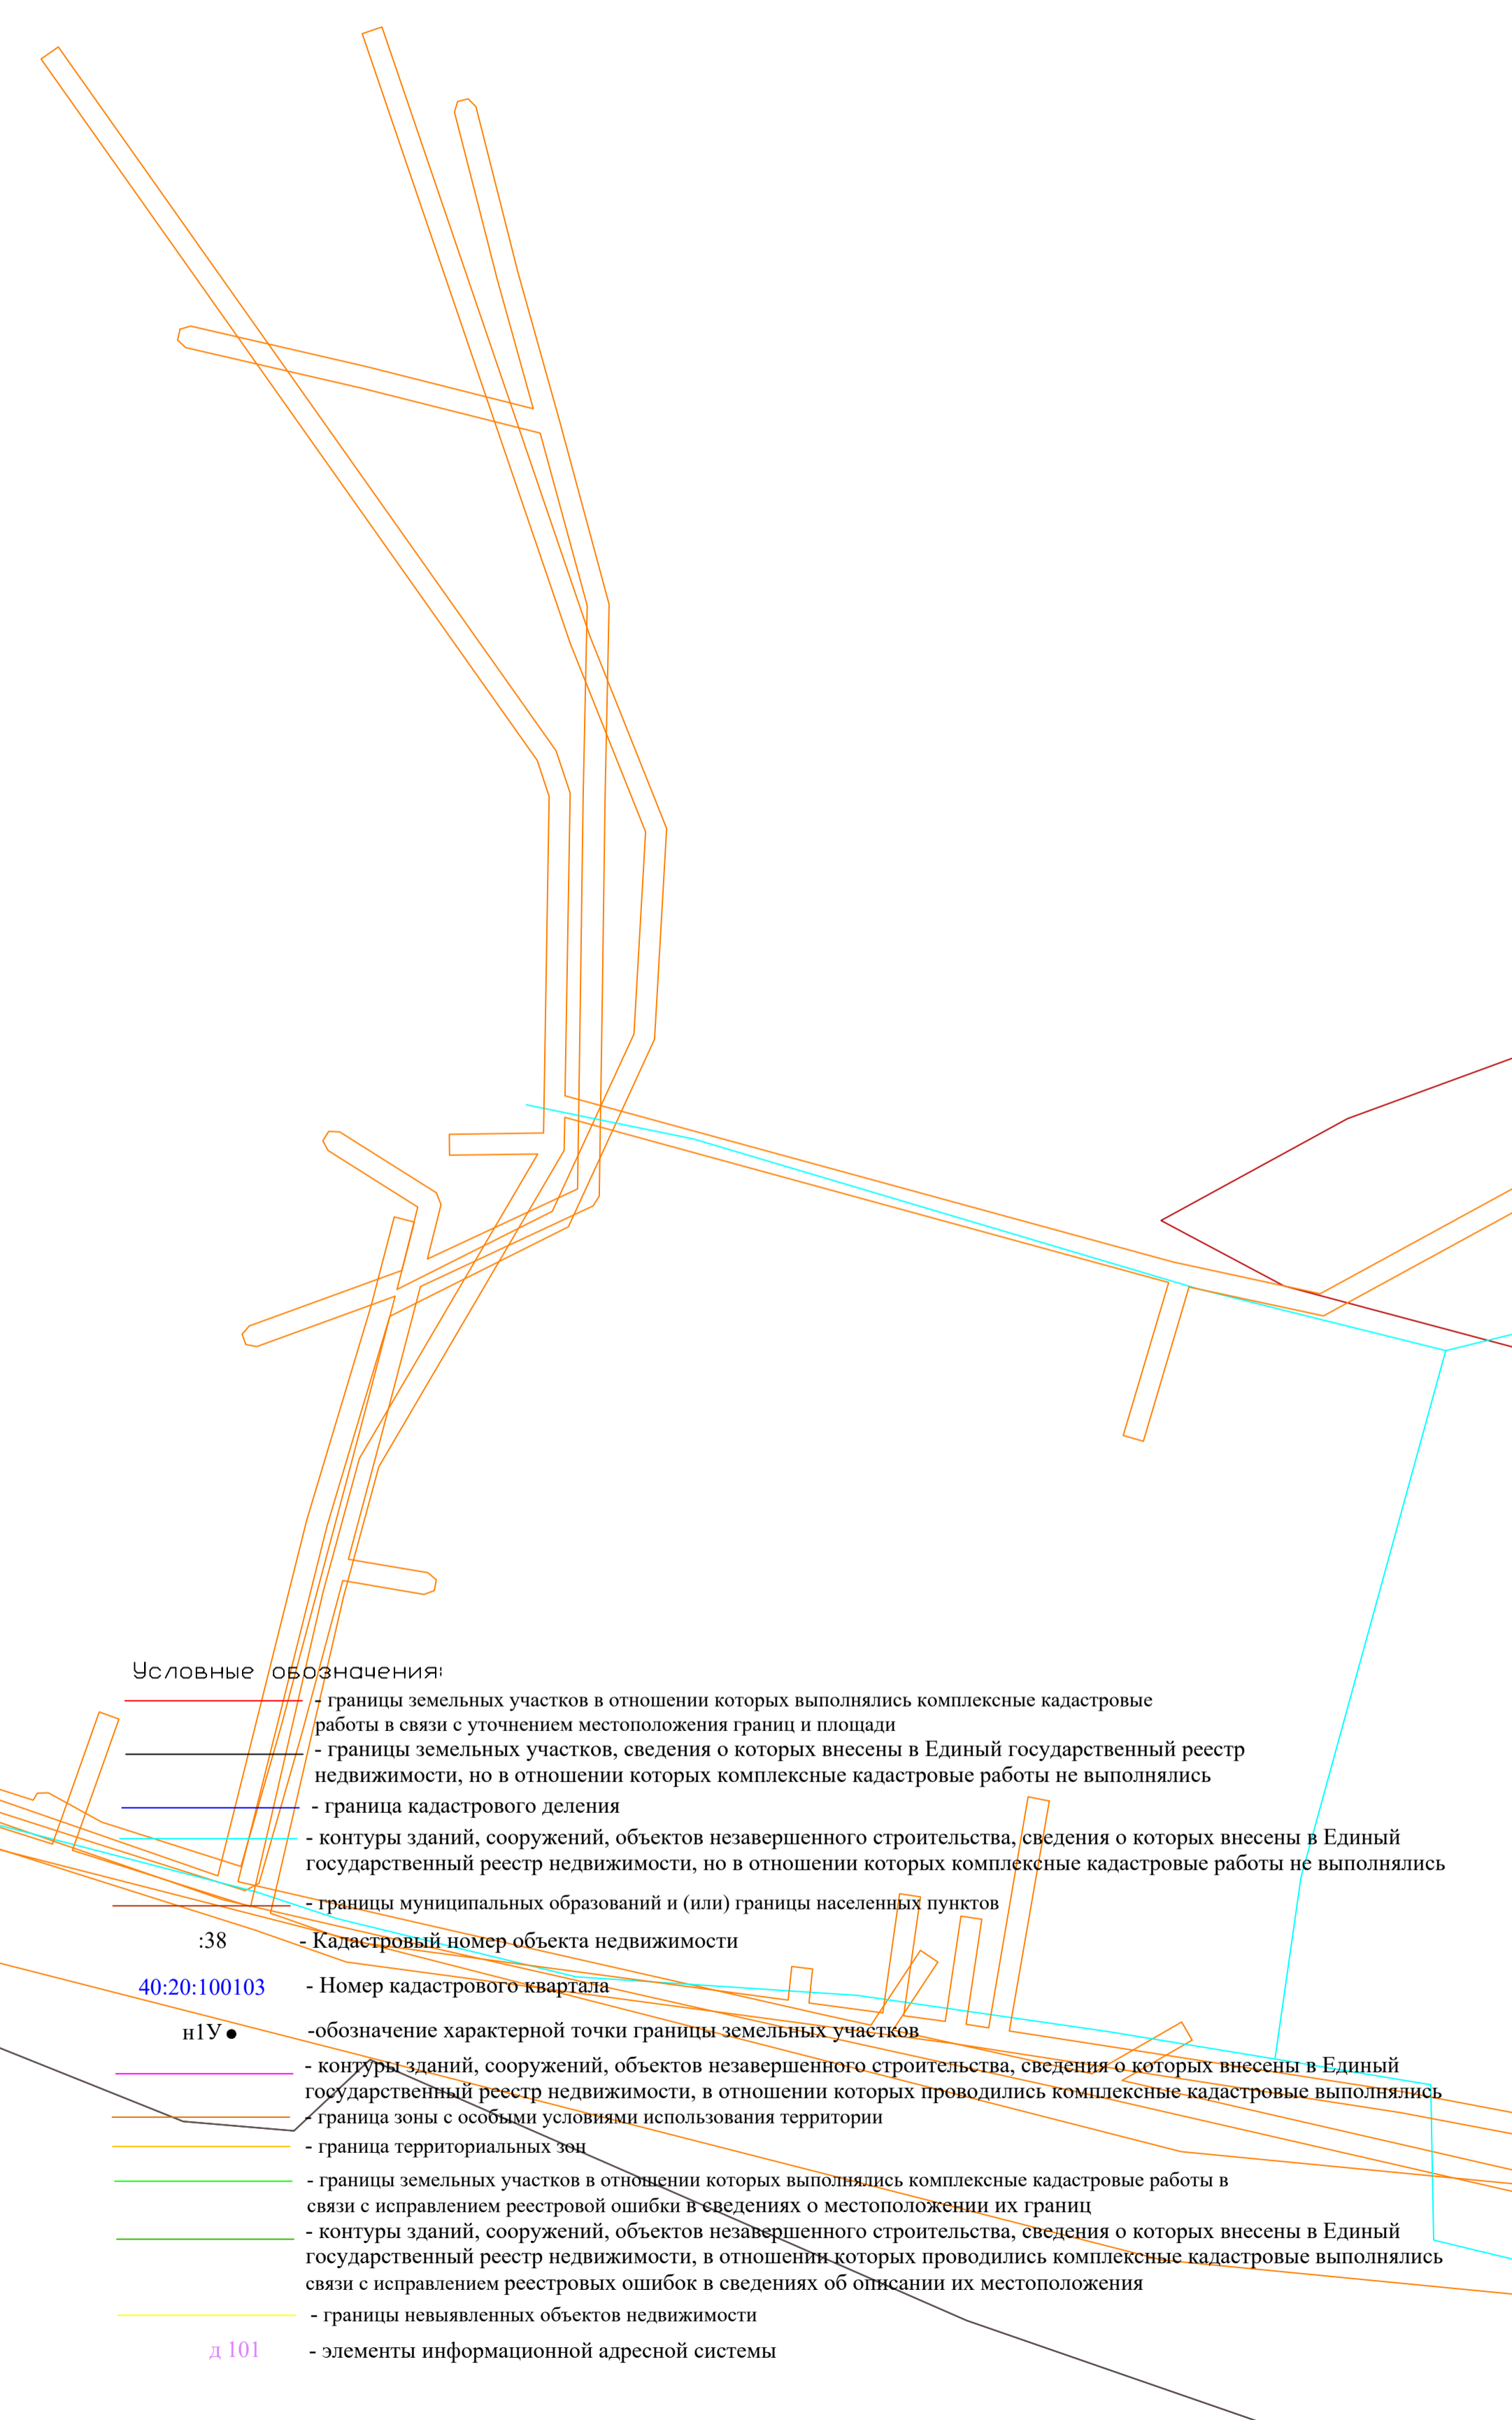 Условные обозначения:
- границы земельных участков в отношении которых выполнялись комплексные кадастровые
работы в связи с уточнением местоположения границ и площади
- границы земельных участков, сведения о которых внесены в Единый государственный реестр
недвижимости, но в отношении которых комплексные кадастровые работы не выполнялись
- граница кадастрового деления
- контуры зданий, сооружений, объектов незавершенного строительства, сведения о которых внесены в Единый
государственный реестр недвижимости, но в отношении которых комплексные кадастровые работы не выполнялись
- границы муниципальных образований и (или) границы населенных пунктов
:38 - Кадастровый номер объекта недвижимости
40:20:100103 - Номер кадастрового квартала
н1У● -обозначение характерной точки границы земельных участков
- контуры зданий, сооружений, объектов незавершенного строительства, сведения о которых внесены в Единый
государственный реестр недвижимости, в отношении которых проводились комплексные кадастровые выполнялись
- граница зоны с особыми условиями использования территории
- граница территориальных зон
- границы земельных участков в отношении которых выполнялись комплексные кадастровые работы в
связи с исправлением реестровой ошибки в сведениях о местоположении их границ
- контуры зданий, сооружений, объектов незавершенного строительства, сведения о которых внесены в Единый
государственный реестр недвижимости, в отношении которых проводились комплексные кадастровые выполнялись
связи с исправлением реестровых ошибок в сведениях об описании их местоположения
- границы невыявленных объектов недвижимости
д 101 - элементы информационной адресной системы